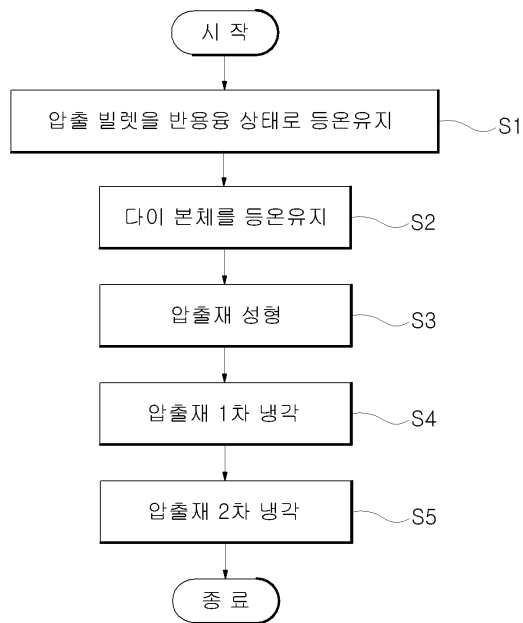 시 작
압출 빌렛을 반용융 상태로 등온유지
S1
다이 본체를 등온유지
S2
압출재 성형
S3
압출재 1차 냉각
S4
압출재 2차 냉각
S5
종 료